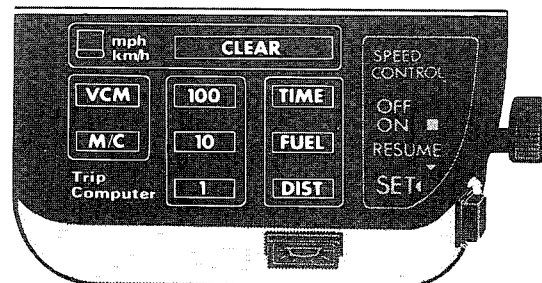 mph
km/h
CLEAR
VCM
100
TIME
M/C
10
FUEL
Trip
Computer
1
DIST
SPEED
CONTROL
OFF
ON
RESUME
SET